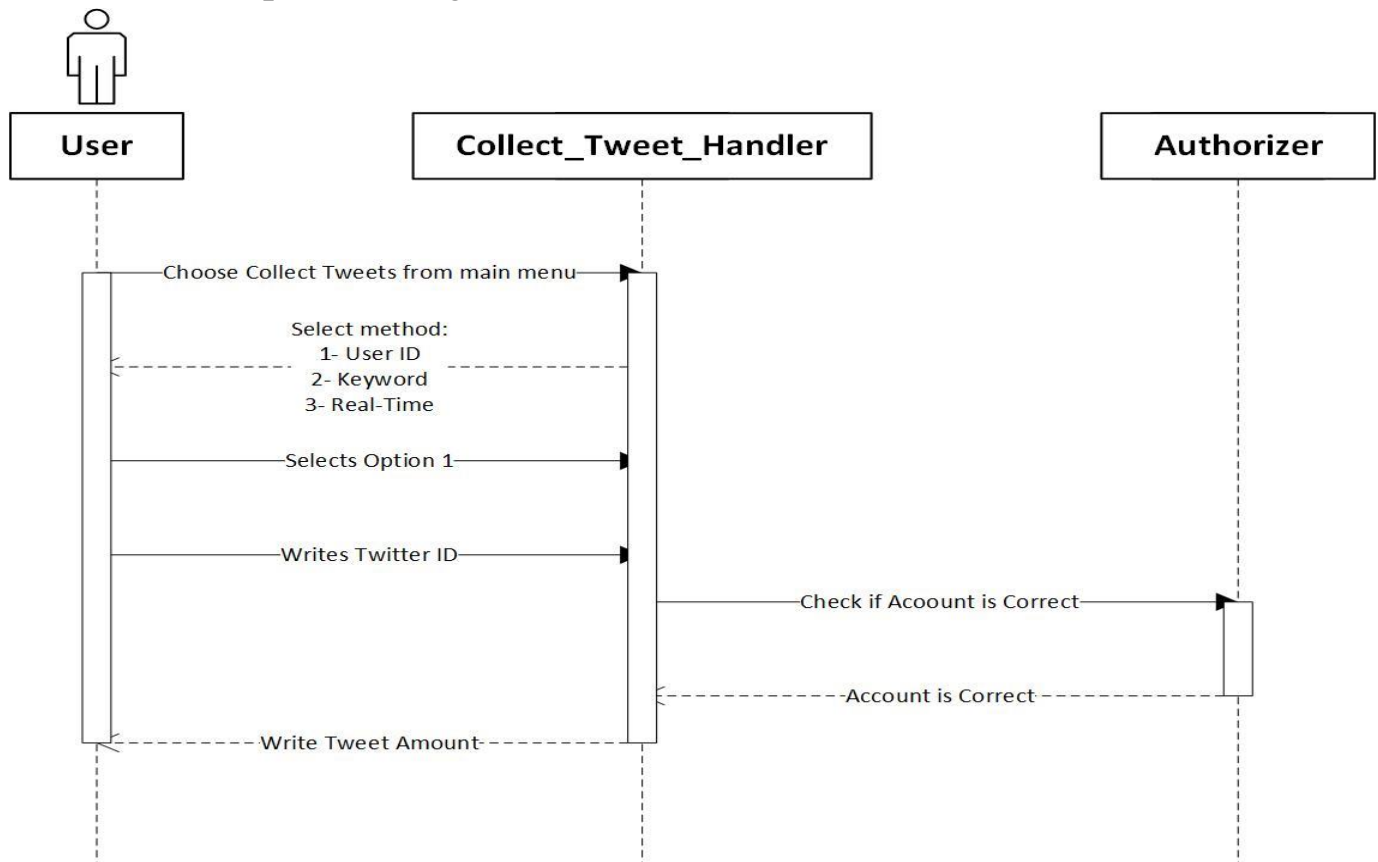 User
Collect_Tweet_Handler
Authorizer
Choose Collect Tweets from main menu
Select method:
1- User ID
2- Keyword
3- Real-Time
Selects Option 1
Writes Twitter ID
Check if Acoount is Correct
Account is Correct
Write Tweet Amount